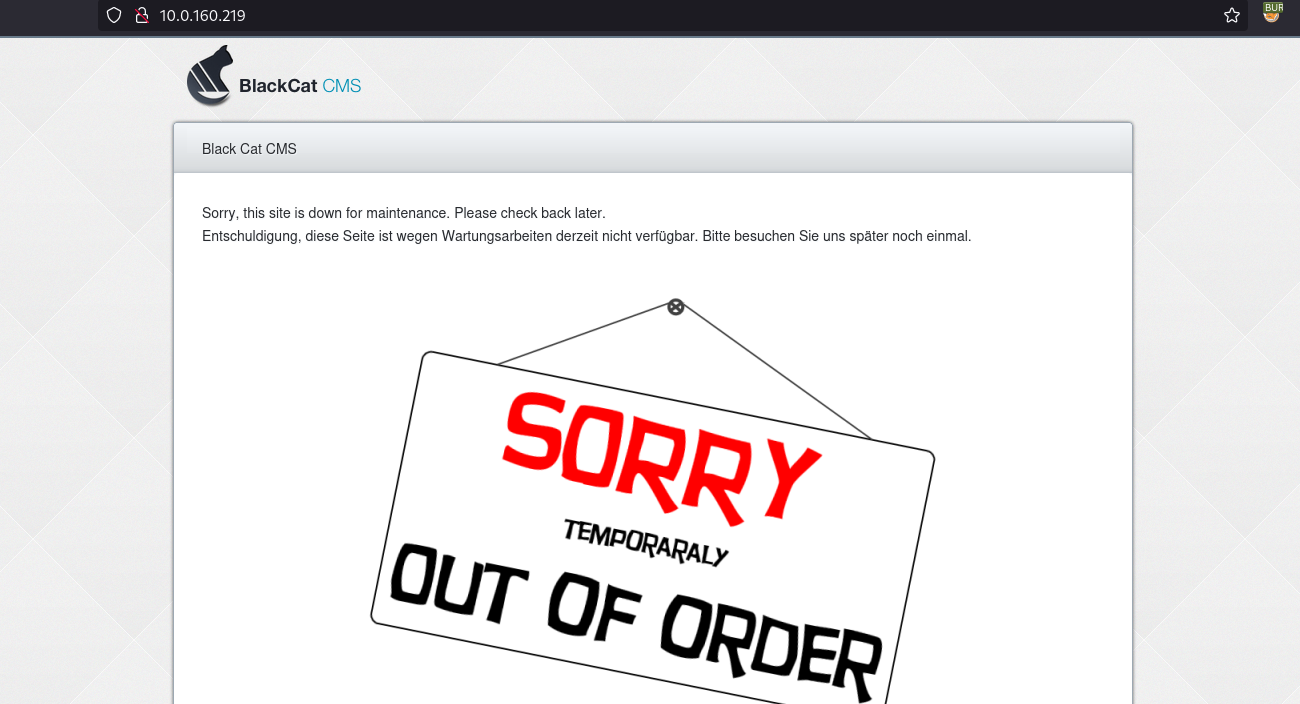 10.0.160.219
BUR
BlackCat CMS
Black Cat CMS
Sorry, this site is down for maintenance. Please check back later.
Entschuldigung, diese Seite ist wegen Wartungsarbeiten derzeit nicht verfügbar. Bitte besuchen Sie uns später noch einmal.
SORRY
TEMPORARALY
OUT OF ORDER